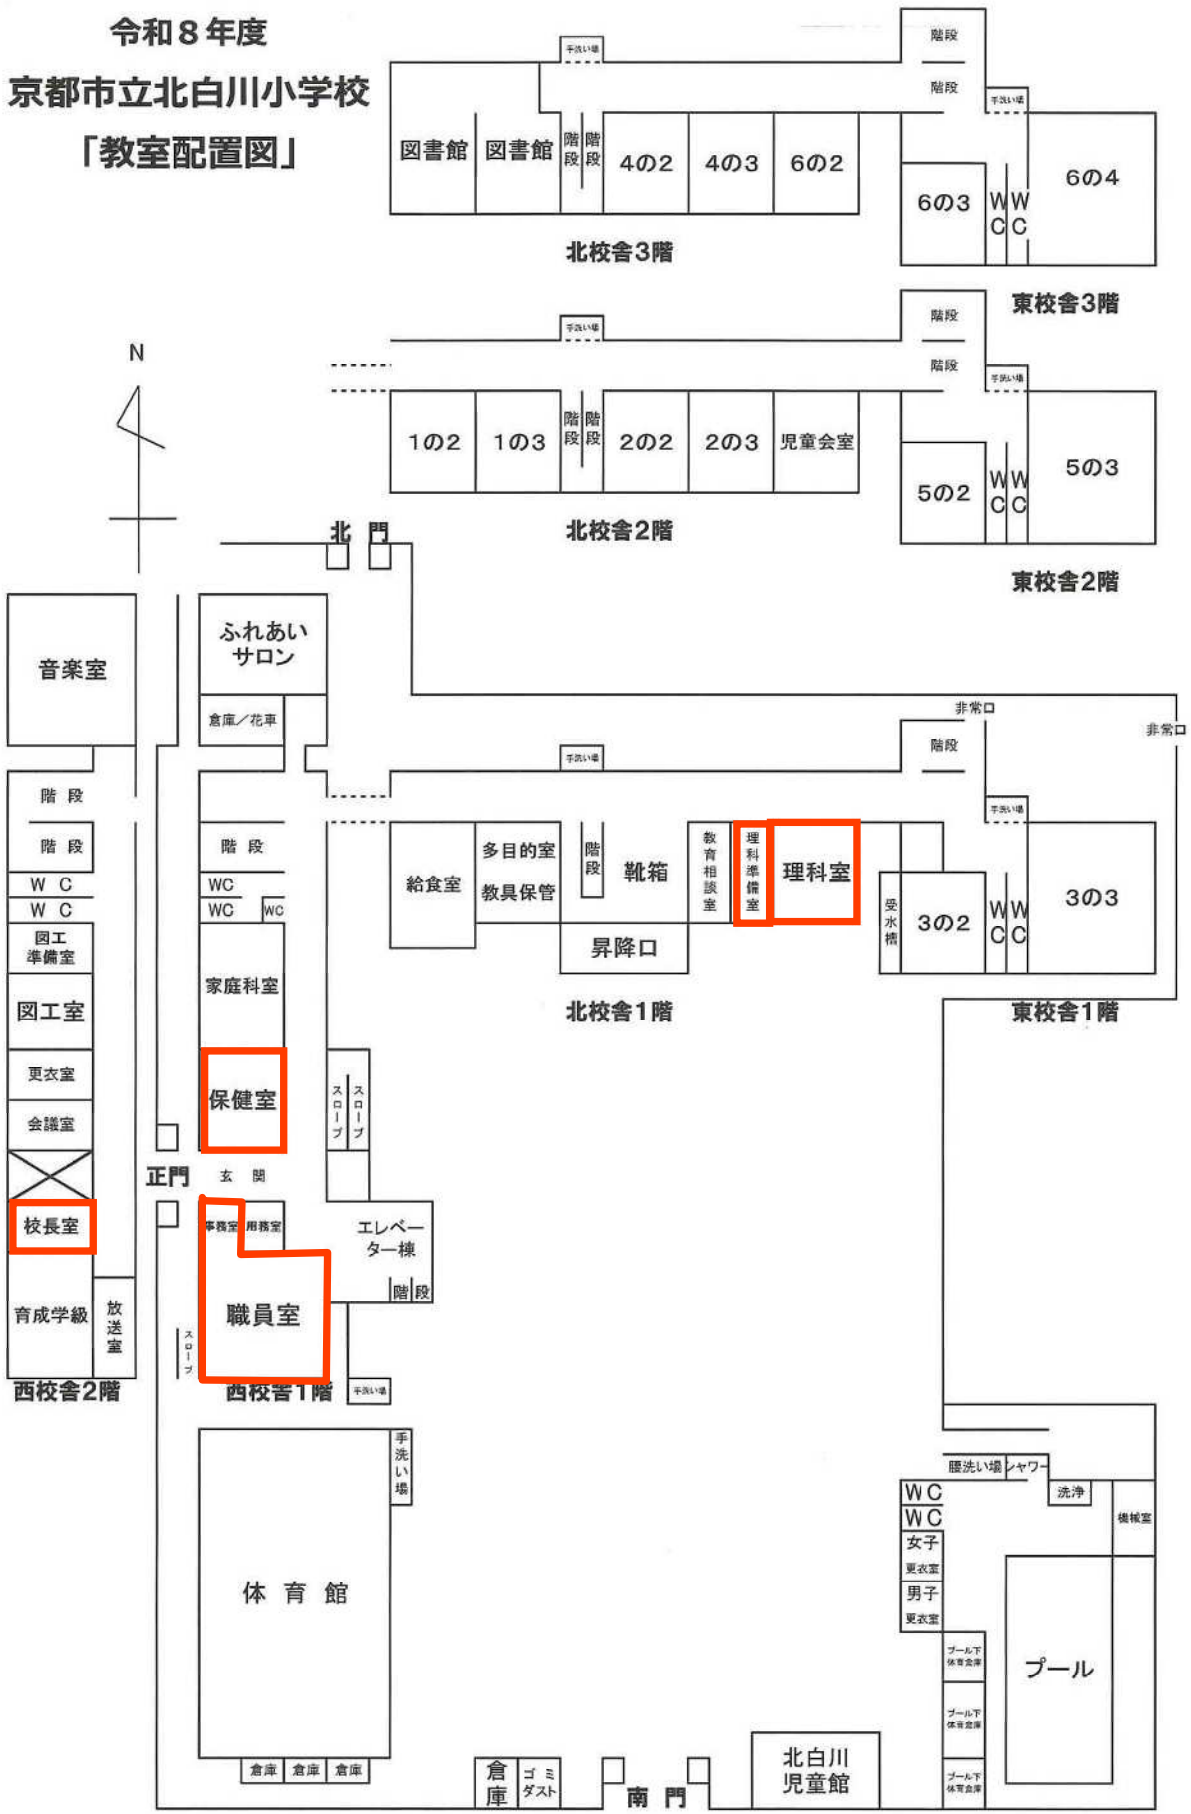 令和８年度
京都市立北白川小学校
「教室配置図」
手洗い場
階段
階段
手洗い場
図書館
図書館
階段
階段
4の2
4の3
6の2
6の3
WC
WC
6の4
北校舎3階
東校舎3階
手洗い場
階段
階段
手洗い場
N
1の2
1の3
階段
階段
2の2
2の3
児童会室
5の2
WC
WC
5の3
北校舎2階
東校舎2階
北 門
音楽室
ふれあい
サロン
倉庫／花車
非常口
非常口
手洗い場
階段
手洗い場
階 段
階 段
W C
W C
図工
準備室
図工室
更衣室
会議室
校長室
育成学級
放送室
西校舎2階
階 段
WC
WC
WC
家庭科室
保健室
スロープ
スロープ
正門
玄 関
事務室
用務室
エレベー
ター棟
階 段
職員室
スロープ
西校舎1階
手洗い場
給食室
多目的室
教具保管
階段
靴箱
昇降口
教育相談室
理科準備室
理科室
受水槽
3の2
WC
WC
3の3
北校舎1階
東校舎1階
手洗い場
体 育 館
倉庫
倉庫
倉庫
倉庫
ゴミ
ダスト
南 門
北白川
児童館
腰洗い場
シャワー
洗浄
機械室
W C
W C
女子
更衣室
男子
更衣室
プール下
体育倉庫
プール下
体育倉庫
プール下
体育倉庫
プール